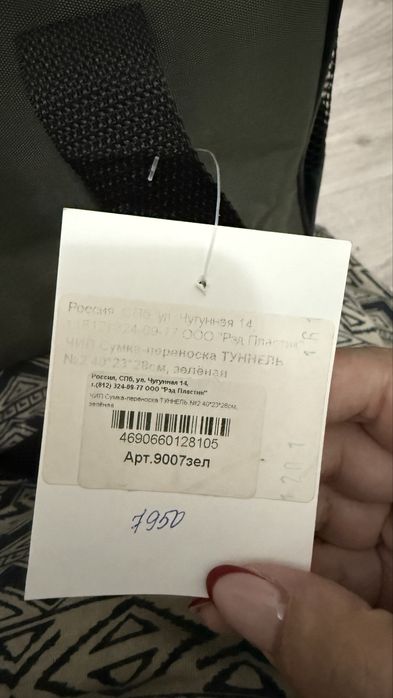 Россия, СПб, ул. Чугунная 14,
т.(812) 324-09-77 ООО "Рэд Пластик"
ЧИП Сумка-переноска ТУННЕЛЬ
№2 40*23*28см, зелёная
Россия, СПб, ул. Чугунная 14,
т.(812) 324-99-77 ООО "Рэд Пластик"
ЧИП Сумка-переноска ТУННЕЛЬ №2 40*23*28см,
зелёная
4690660128105
Арт.9007зел
7950